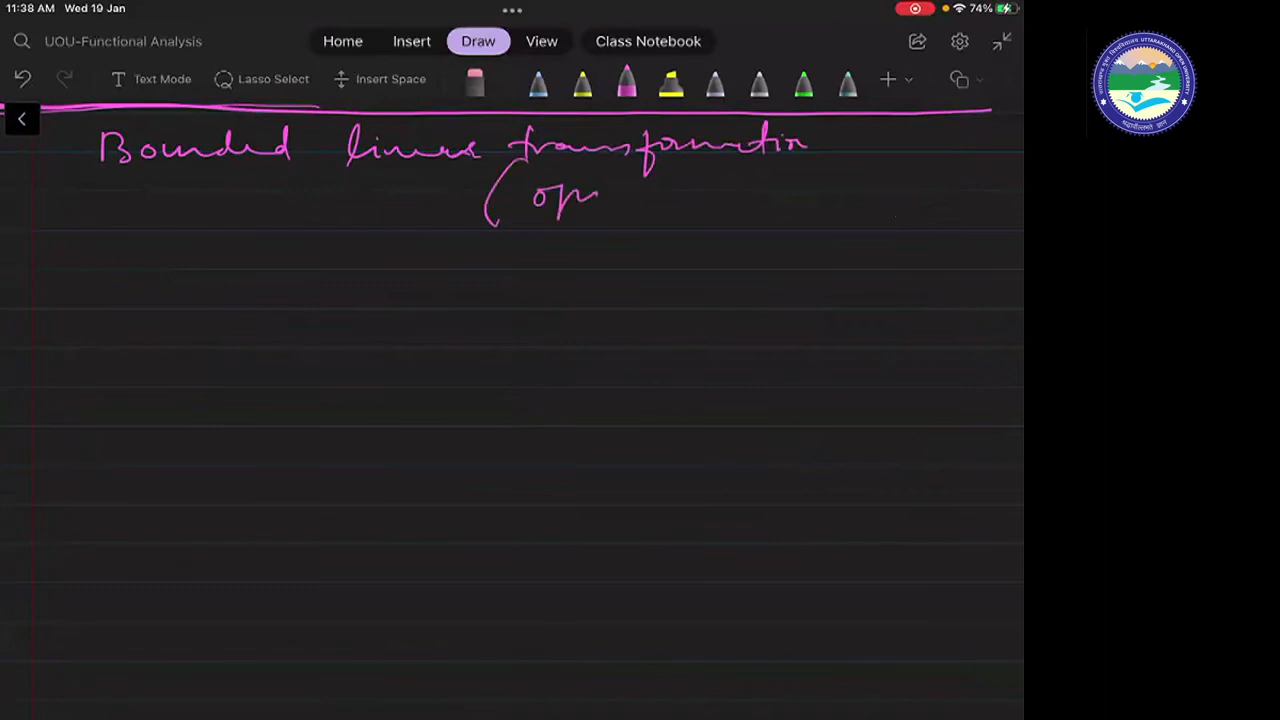 11:38 AM Wed 19 Jan
74%
UOU-Functional Analysis
Home Insert Draw View Class Notebook
Text Mode Lasso Select Insert Space
Bounded linear transformation
(op